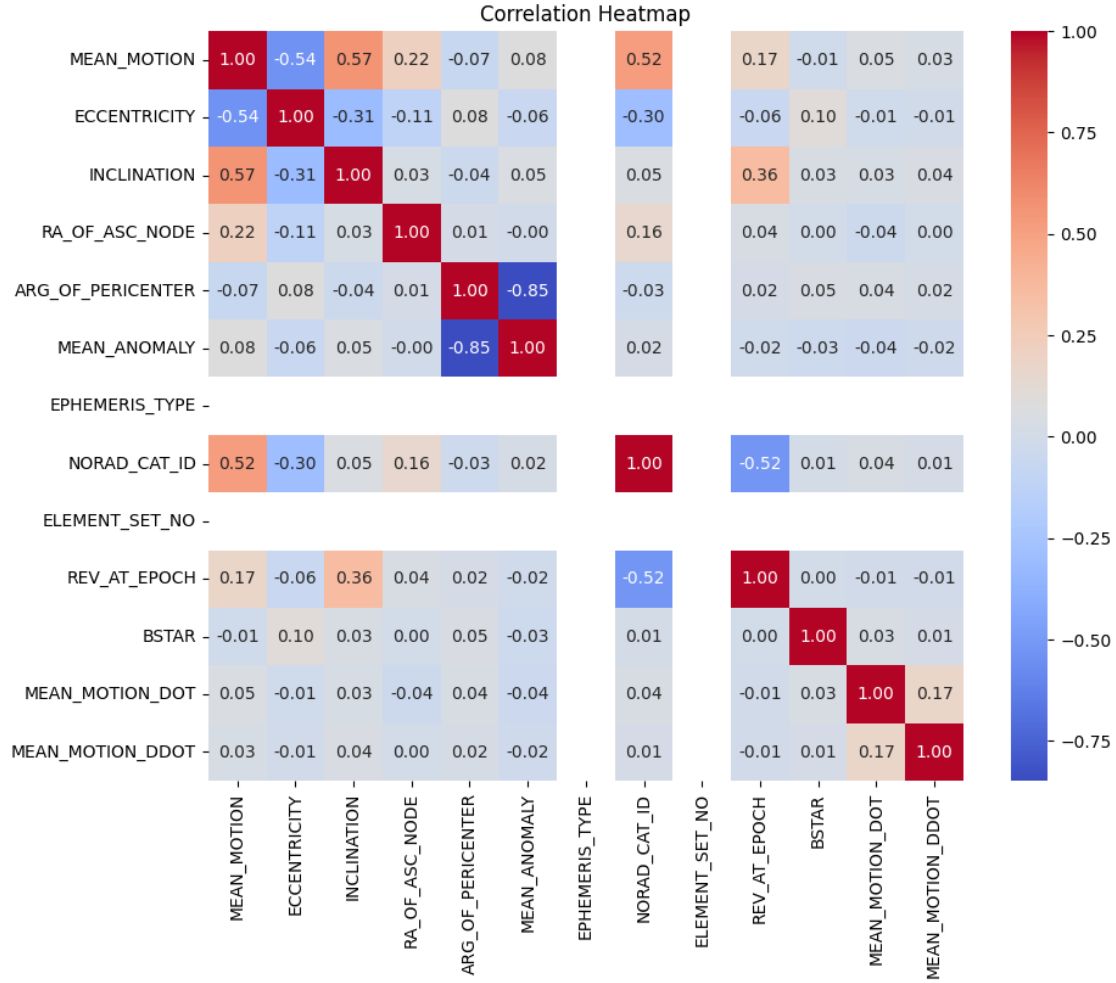 Correlation Heatmap
MEAN_MOTION 1.00 -0.54 0.57 0.22 -0.07 0.08 0.52 0.17 -0.01 0.05 0.03
ECCENTRICITY -0.54 1.00 -0.31 -0.11 0.08 -0.06 -0.30 -0.06 0.10 -0.01 -0.01
INCLINATION 0.57 -0.31 1.00 0.03 -0.04 0.05 0.05 0.36 0.03 0.03 0.04
RA_OF_ASC_NODE 0.22 -0.11 0.03 1.00 0.01 -0.00 0.16 0.04 0.00 -0.04 0.00
ARG_OF_PERICENTER -0.07 0.08 -0.04 0.01 1.00 -0.85 -0.03 0.02 0.05 0.04 0.02
MEAN_ANOMALY 0.08 -0.06 0.05 -0.00 -0.85 1.00 0.02 -0.02 -0.03 -0.04 -0.02
EPHEMERIS_TYPE
NORAD_CAT_ID 0.52 -0.30 0.05 0.16 -0.03 0.02 1.00 -0.52 0.01 0.04 0.01
ELEMENT_SET_NO
REV_AT_EPOCH 0.17 -0.06 0.36 0.04 0.02 -0.02 -0.52 1.00 0.00 -0.01 -0.01
BSTAR -0.01 0.10 0.03 0.00 0.05 -0.03 0.01 0.00 1.00 0.03 0.01
MEAN_MOTION_DOT 0.05 -0.01 0.03 -0.04 0.04 -0.04 0.04 -0.01 0.03 1.00 0.17
MEAN_MOTION_DDOT 0.03 -0.01 0.04 0.00 0.02 -0.02 0.01 -0.01 0.01 0.17 1.00
MEAN_MOTION
ECCENTRICITY
INCLINATION
RA_OF_ASC_NODE
ARG_OF_PERICENTER
MEAN_ANOMALY
EPHEMERIS_TYPE
NORAD_CAT_ID
ELEMENT_SET_NO
REV_AT_EPOCH
BSTAR
MEAN_MOTION_DOT
MEAN_MOTION_DDOT
1.00
0.75
0.50
0.25
0.00
−0.25
−0.50
−0.75